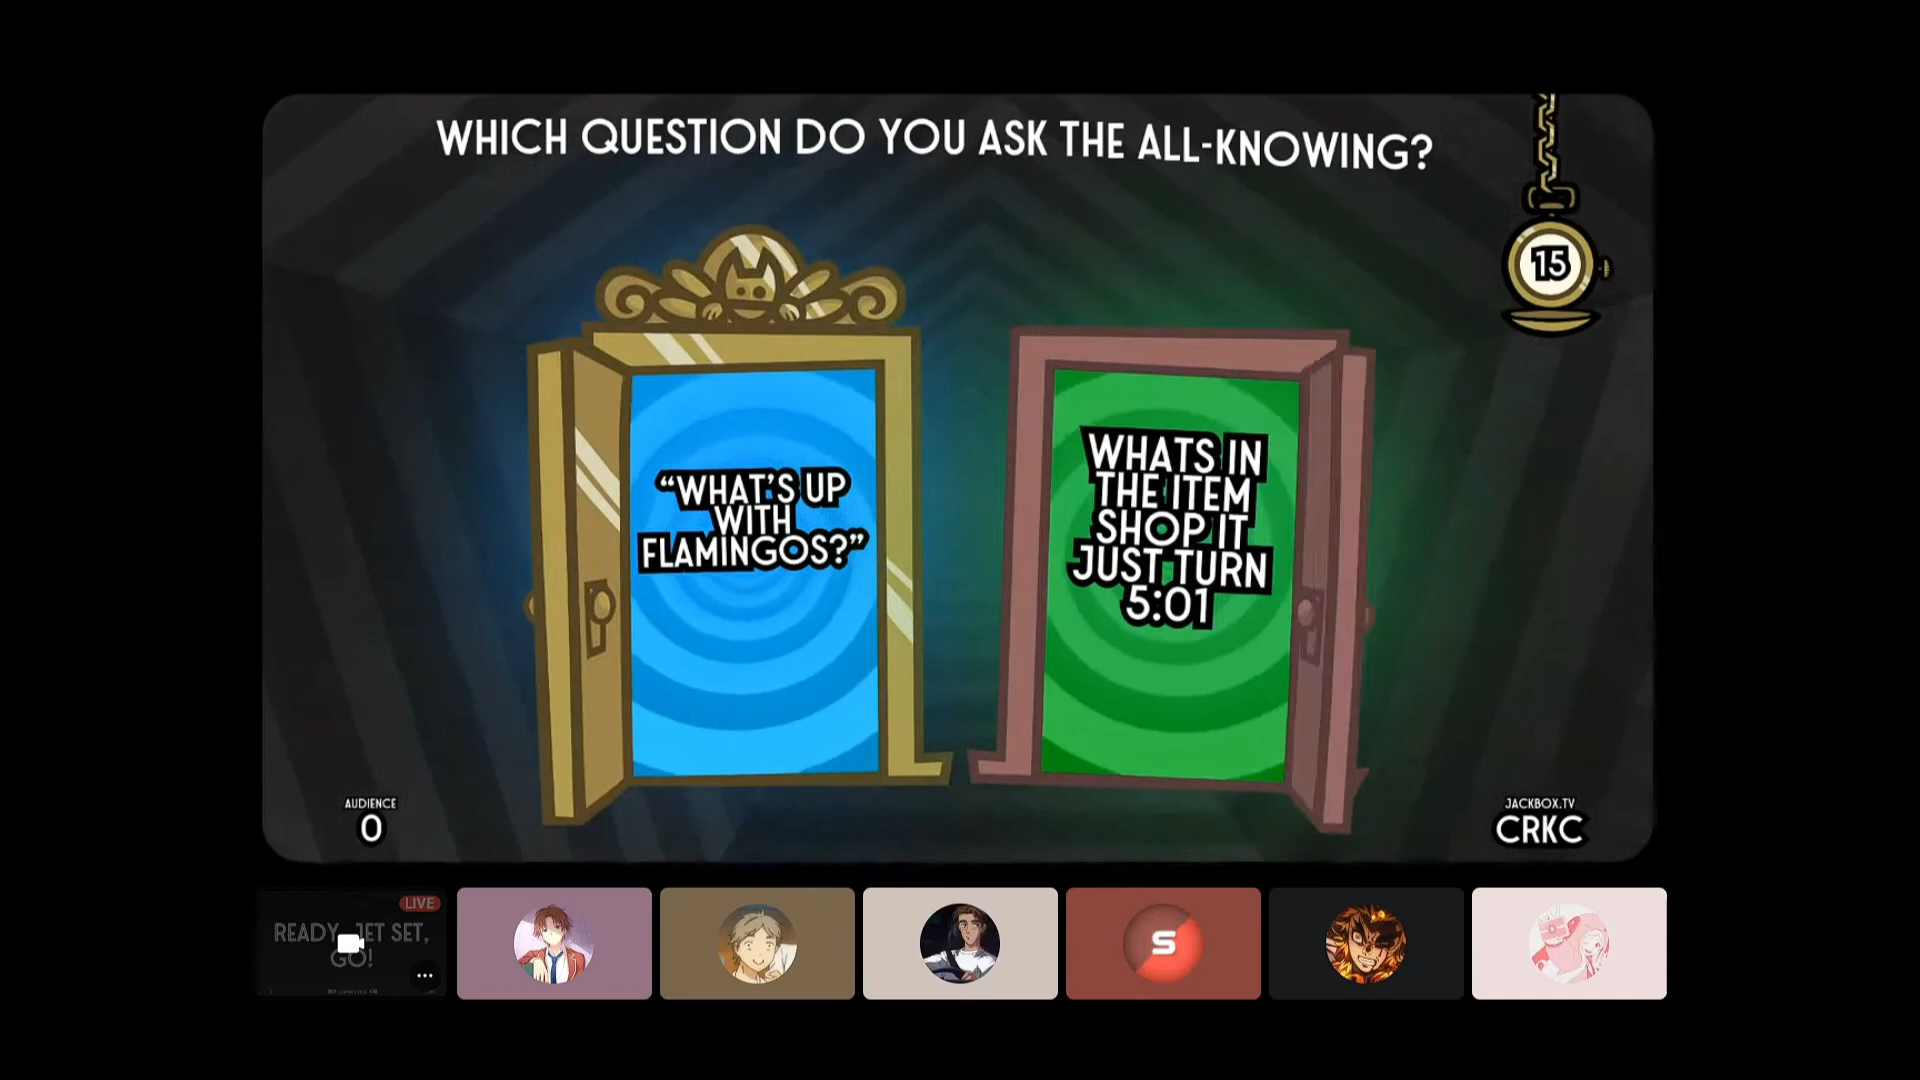 WHICH QUESTION DO YOU ASK THE ALL-KNOWING?
15
“WHAT'S UP
WITH
FLAMINGOS?”
WHATS IN
THE ITEM
SHOP IT
JUST TURN
5:01
AUDIENCE
0
JACKBOX.TV
CRKC
LIVE
READY, JET SET,
GO!
S